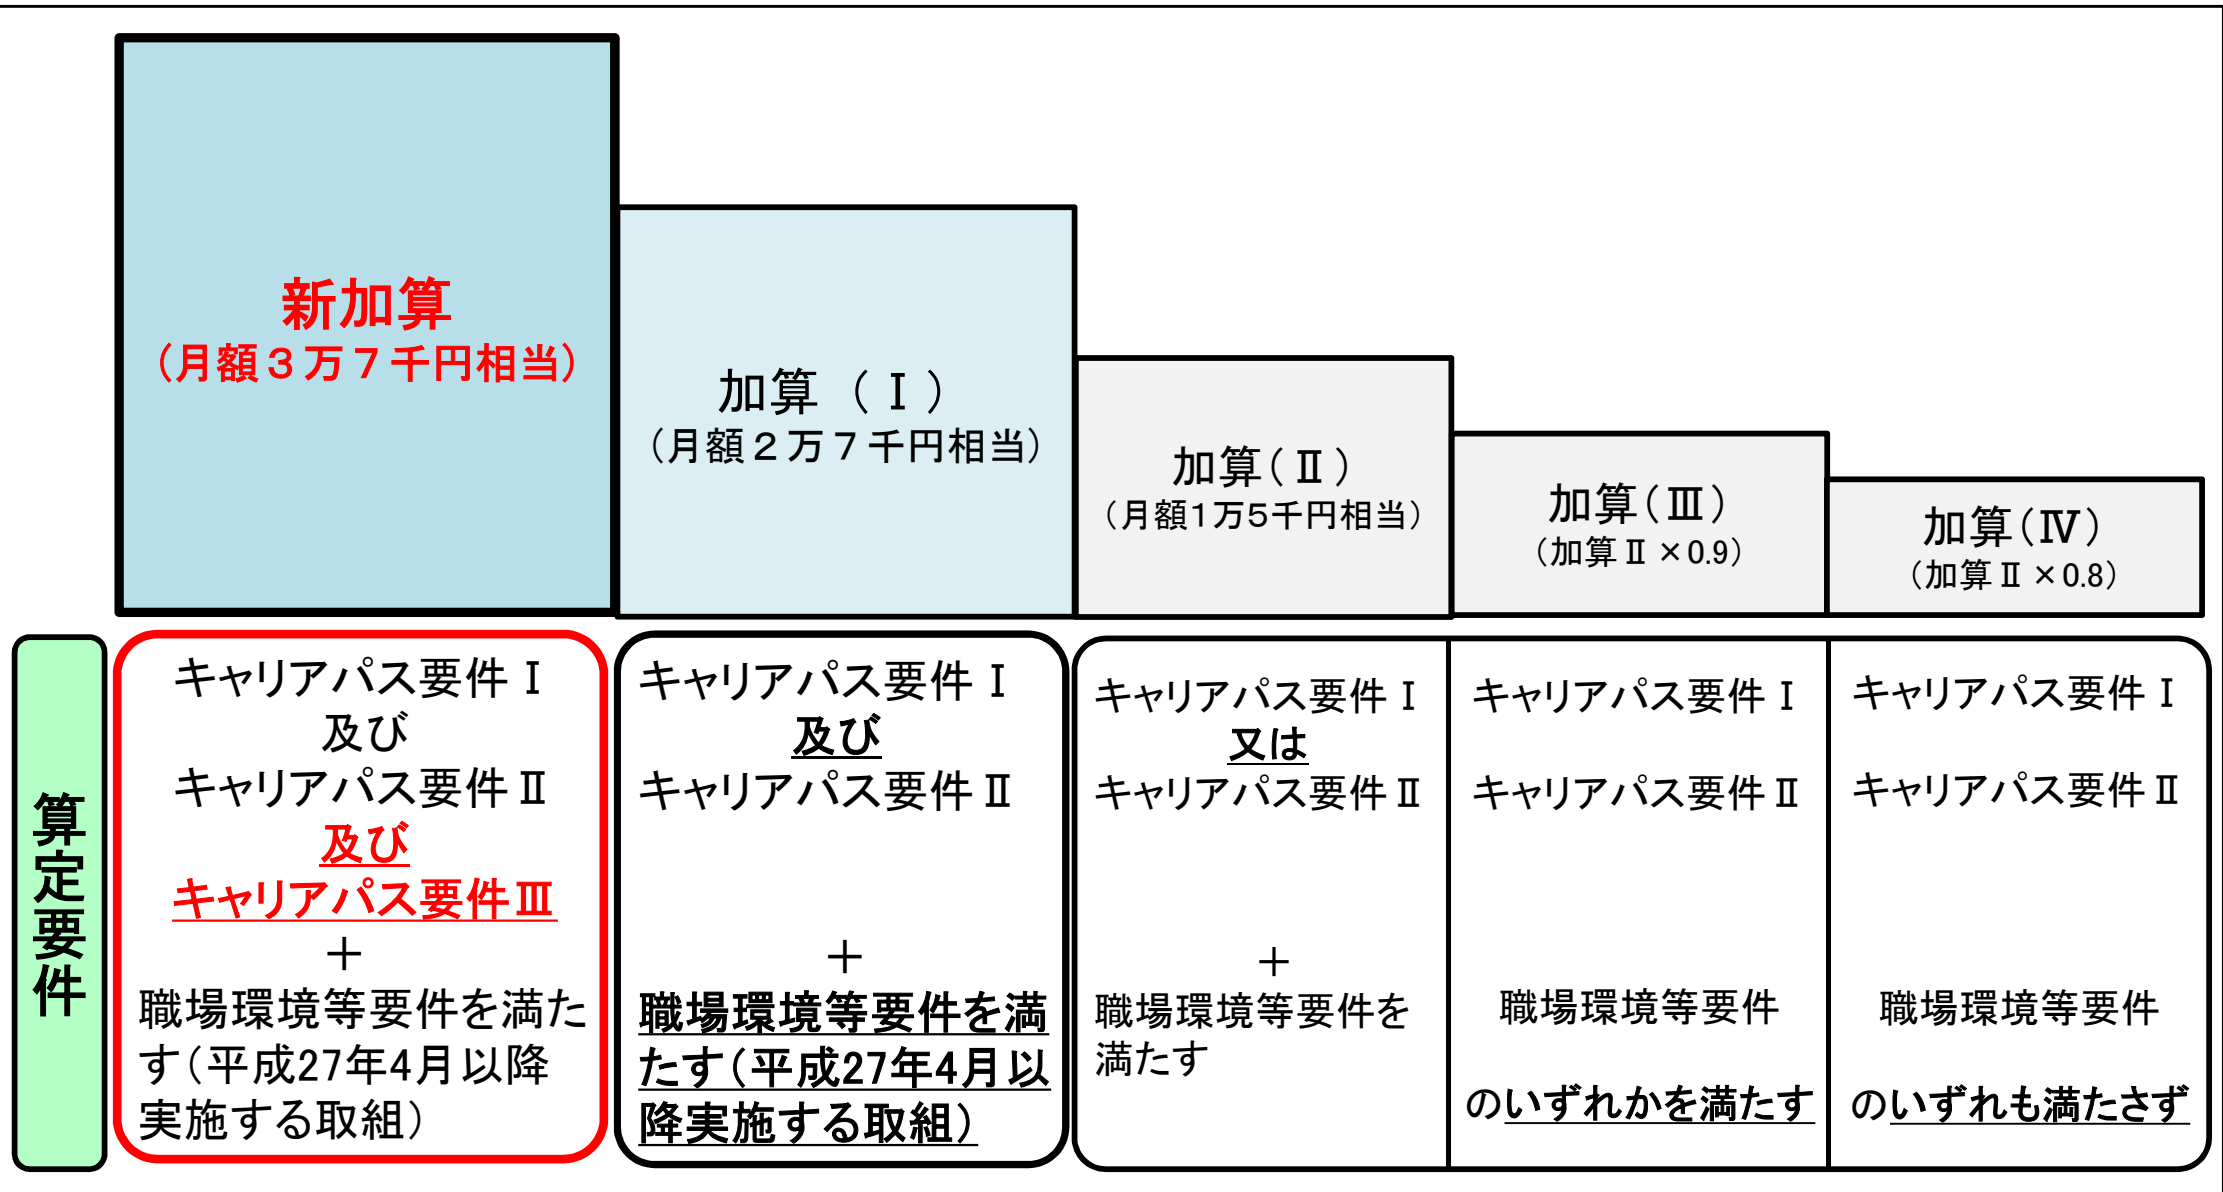 新加算
（月額３万７千円相当）
加算（Ⅰ）
（月額２万７千円相当）
加算（Ⅱ）
（月額1万5千円相当）
加算（Ⅲ）
（加算Ⅱ×0.9）
加算（Ⅳ）
（加算Ⅱ×0.8）
算定要件
キャリアパス要件Ⅰ
及び
キャリアパス要件Ⅱ
及び
キャリアパス要件Ⅲ
＋
職場環境等要件を満た
す（平成27年4月以降
実施する取組）
キャリアパス要件Ⅰ
及び
キャリアパス要件Ⅱ
＋
職場環境等要件を満
たす（平成27年4月以
降実施する取組）
キャリアパス要件Ⅰ
又は
キャリアパス要件Ⅱ
＋
職場環境等要件を
満たす
キャリアパス要件Ⅰ
キャリアパス要件Ⅱ
職場環境等要件
のいずれかを満たす
キャリアパス要件Ⅰ
キャリアパス要件Ⅱ
職場環境等要件
のいずれも満たさず